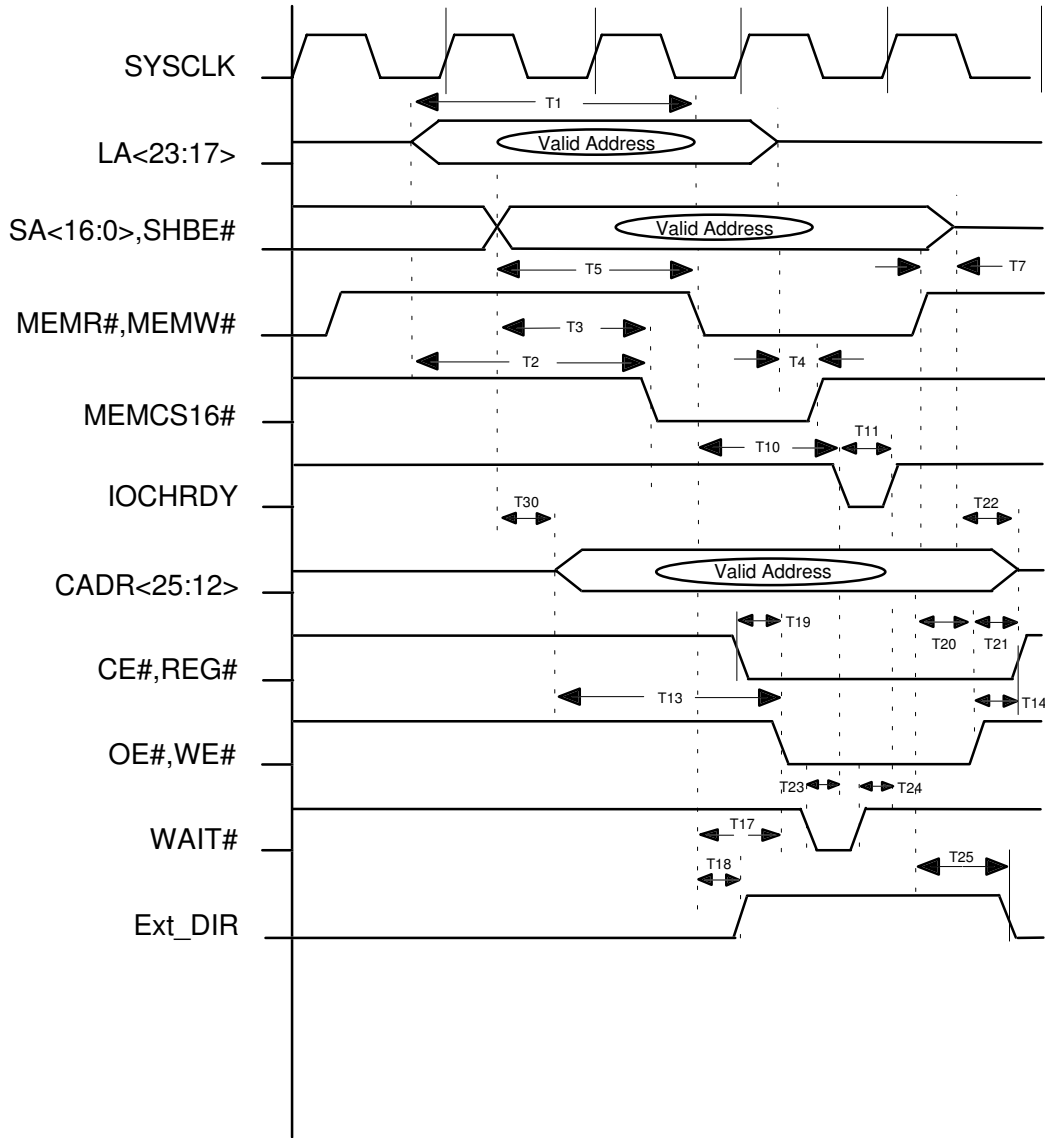 SYSCLK
T1
LA<23:17>
Valid Address
SA<16:0>,SHBE#
Valid Address
T5
T7
MEMR#,MEMW#
T3
T2
T4
MEMCS16#
T10
T11
IOCHRDY
T30
T22
CADR<25:12>
Valid Address
T19
T20
T21
CE#,REG#
T13
T14
OE#,WE#
T23
T24
WAIT#
T17
T18
T25
Ext_DIR